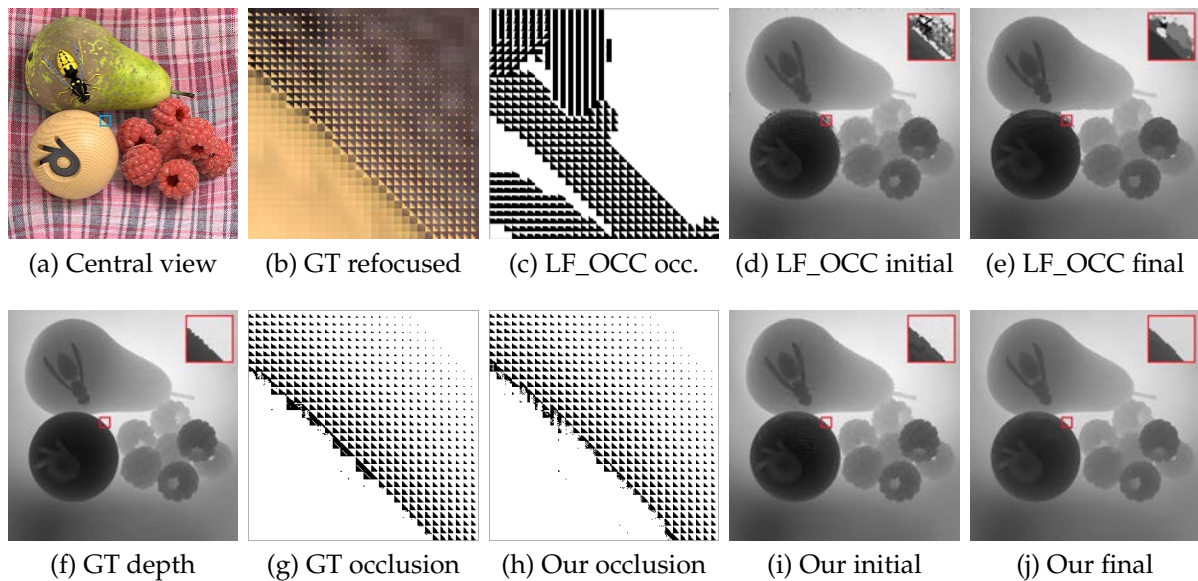 (a) Central view
(b) GT refocused
(c) LF_OCC occ.
(d) LF_OCC initial
(e) LF_OCC final
(f) GT depth
(g) GT occlusion
(h) Our occlusion
(i) Our initial
(j) Our final